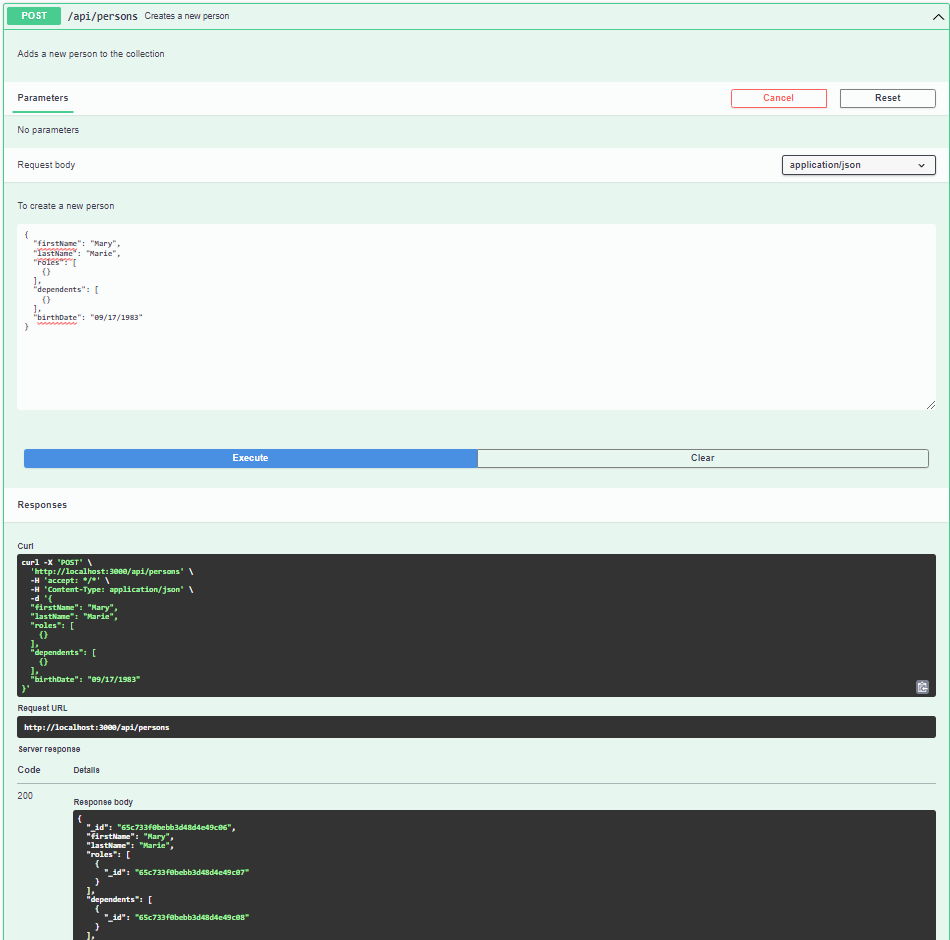 POST /api/persons Creates a new person
Adds a new person to the collection
Parameters
Cancel
Reset
No parameters
Request body
application/json
To create a new person
{
  "firstName": "Mary",
  "lastName": "Marie",
  "roles": [
    {}
  ],
  "dependents": [
    {}
  ],
  "birthDate": "09/17/1983"
}
Execute
Clear
Responses
Curl
curl -X 'POST' \
  'http://localhost:3000/api/persons' \
  -H 'accept: */*' \
  -H 'Content-Type: application/json' \
  -d '{
  "firstName": "Mary",
  "lastName": "Marie",
  "roles": [
    {}
  ],
  "dependents": [
    {}
  ],
  "birthDate": "09/17/1983"
}'
Request URL
http://localhost:3000/api/persons
Server response
Code Details
200
Response body
{
  "_id": "65c733f0bebb3d48d4e49c06",
  "firstName": "Mary",
  "lastName": "Marie",
  "roles": [
    {
      "_id": "65c733f0bebb3d48d4e49c07"
    }
  ],
  "dependents": [
    {
      "_id": "65c733f0bebb3d48d4e49c08"
    }
  ],